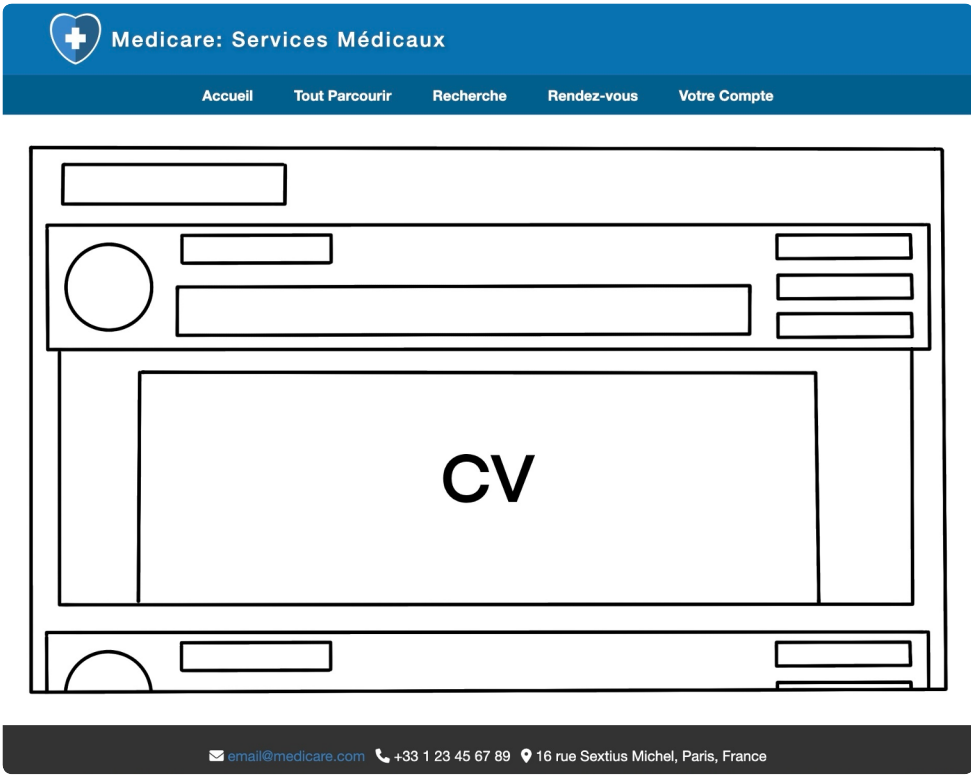 Medicare: Services Médicaux
Accueil Tout Parcourir Recherche Rendez-vous Votre Compte
CV
email@medicare.com +33 1 23 45 67 89 16 rue Sextius Michel, Paris, France